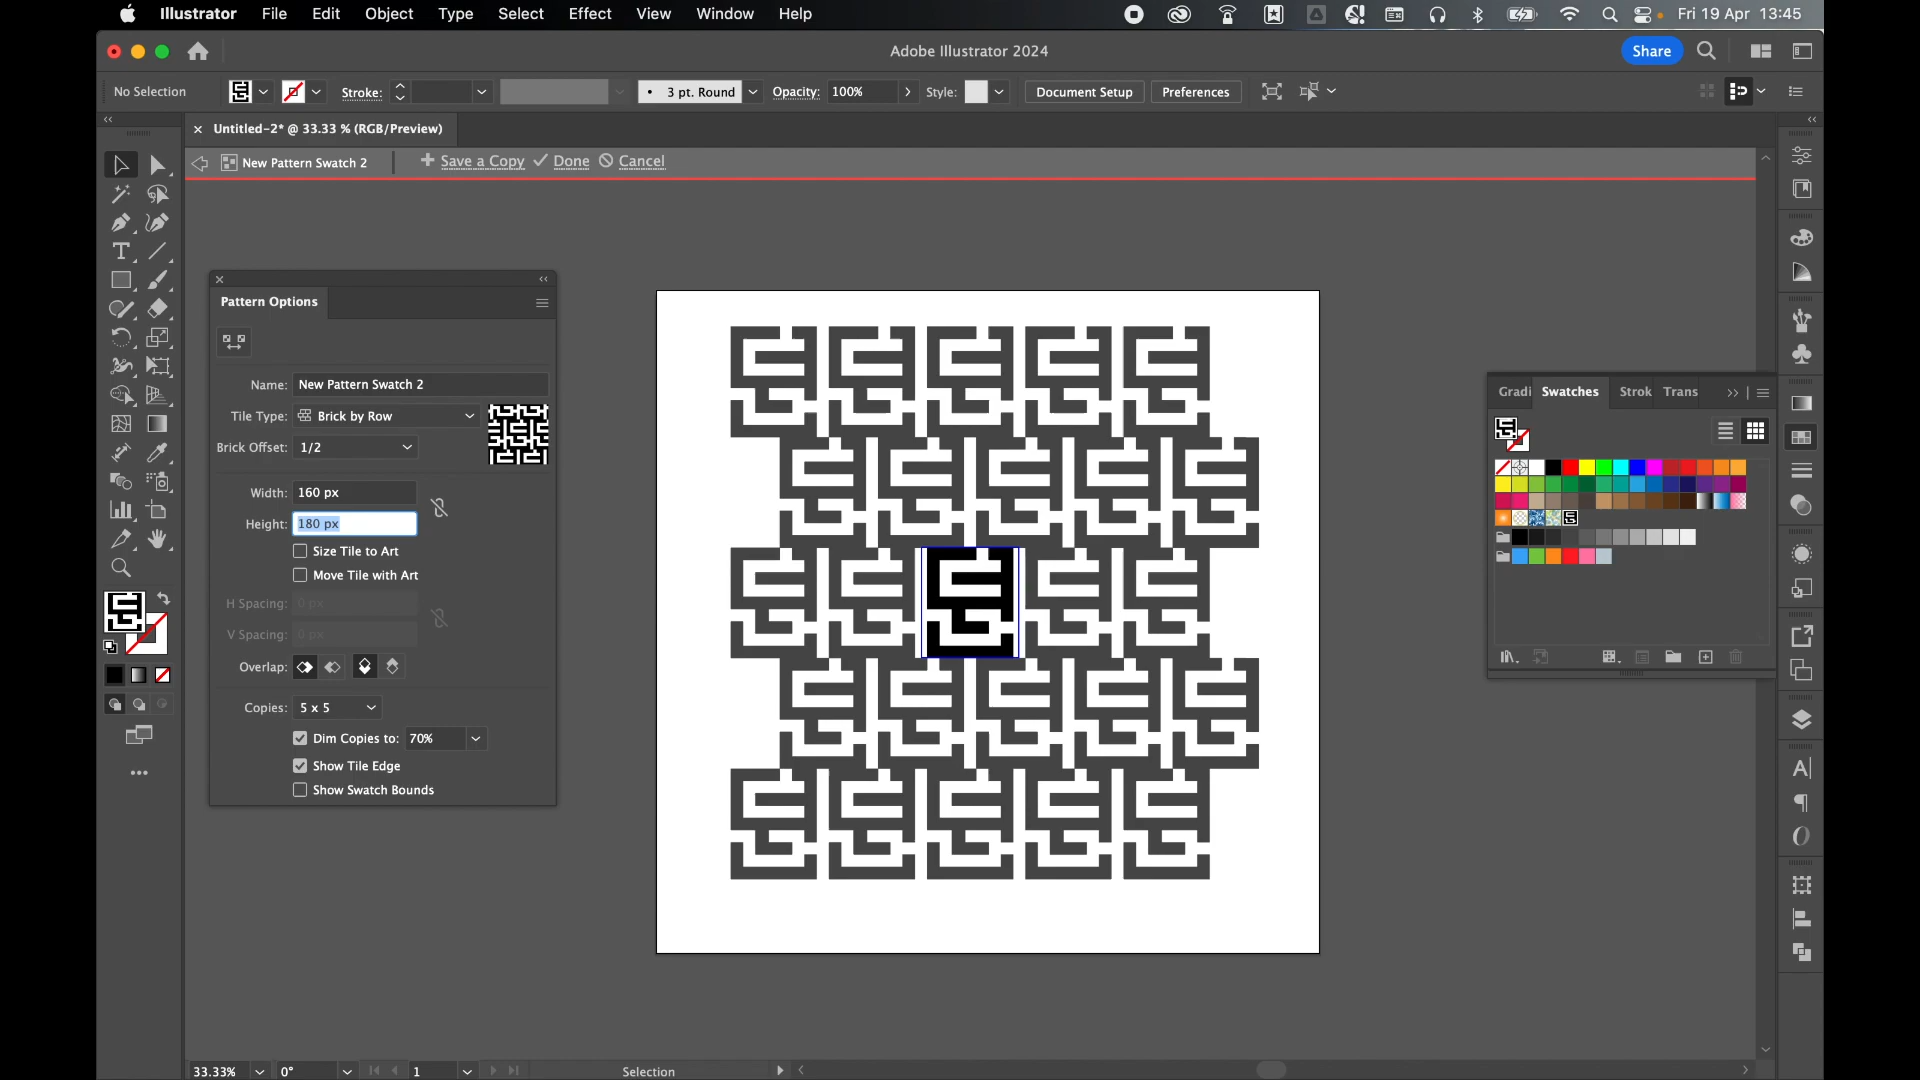 Illustrator File Edit Object Type Select Effect View Window Help Fri 19 Apr 13:45
Adobe Illustrator 2024 Share
No Selection Stroke: 3 pt. Round Opacity: 100% Style: Document Setup Preferences
Untitled-2* @ 33.33 % (RGB/Preview)
New Pattern Swatch 2 Save a Copy Done Cancel
Pattern Options
Name: New Pattern Swatch 2
Tile Type: Brick by Row
Brick Offset: 1/2
Width: 160 px
Height: 180 px
Size Tile to Art
Move Tile with Art
H Spacing: 0 px
V Spacing: 0 px
Overlap:
Copies: 5 x 5
Dim Copies to: 70%
Show Tile Edge
Show Swatch Bounds
Gradi Swatches Strok Trans
33.33% 0° 1 Selection